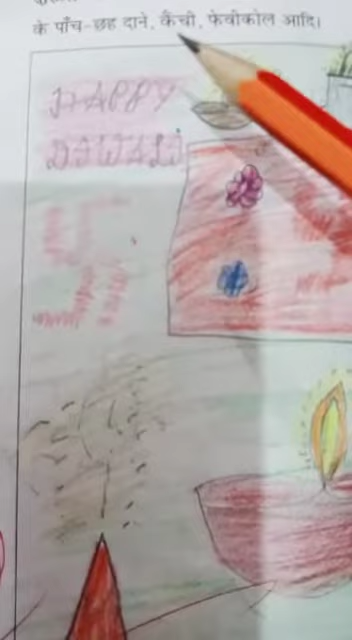 के पाँच-छह दाने, कैंची, फेवीकोल आदि।
HAPPY
DIWALI